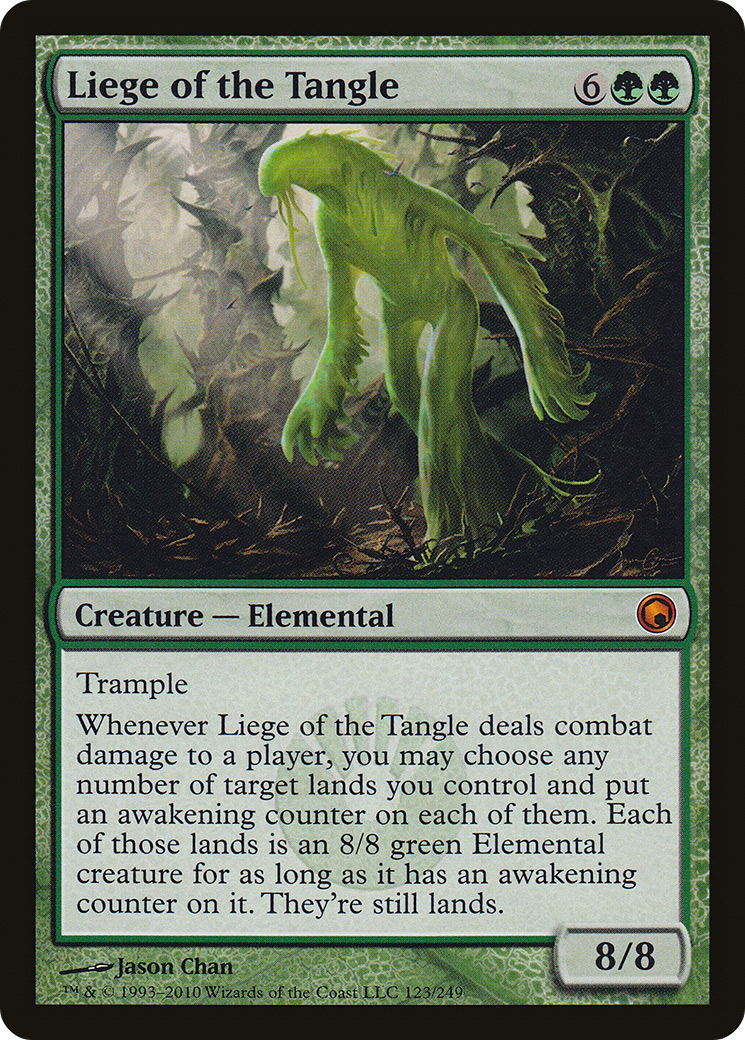 Liege of the Tangle 6
Creature — Elemental
Trample
Whenever Liege of the Tangle deals combat
damage to a player, you may choose any
number of target lands you control and put
an awakening counter on each of them. Each
of those lands is an 8/8 green Elemental
creature for as long as it has an awakening
counter on it. They're still lands.
8/8
Jason Chan
™ & © 1993–2010 Wizards of the Coast LLC 123/249